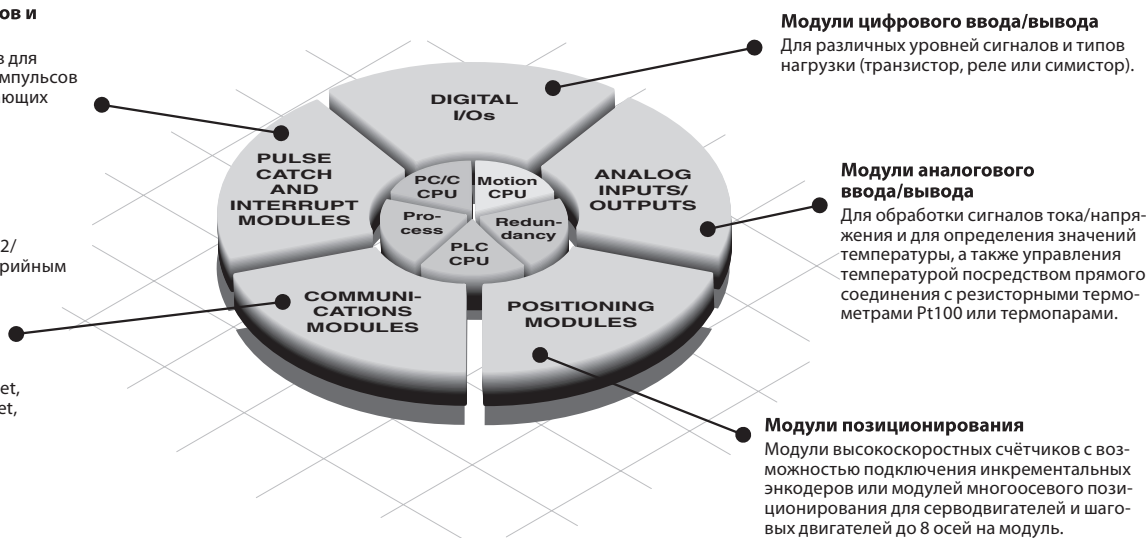 ов и
в для
мпульсов
ающих
2/
рийным
et,
et,
DIGITAL
I/Os
PULSE
CATCH
AND
INTERRUPT
MODULES
ANALOG
INPUTS/
OUTPUTS
PC/C
CPU
Motion
CPU
Pro-
cess
Redun-
dancy
PLC
CPU
COMMUNI-
CATIONS
MODULES
POSITIONING
MODULES
Модули цифрового ввода/вывода
Для различных уровней сигналов и типов
нагрузки (транзистор, реле или симистор).
Модули аналогового
ввода/вывода
Для обработки сигналов тока/напря-
жения и для определения значений
температуры, а также управления
температурой посредством прямого
соединения с резисторными термо-
метрами Pt100 или термопарами.
Модули позиционирования
Модули высокоскоростных счётчиков с воз-
можностью подключения инкрементальных
энкодеров или модулей многоосевого пози-
ционирования для серводвигателей и шаго-
вых двигателей до 8 осей на модуль.